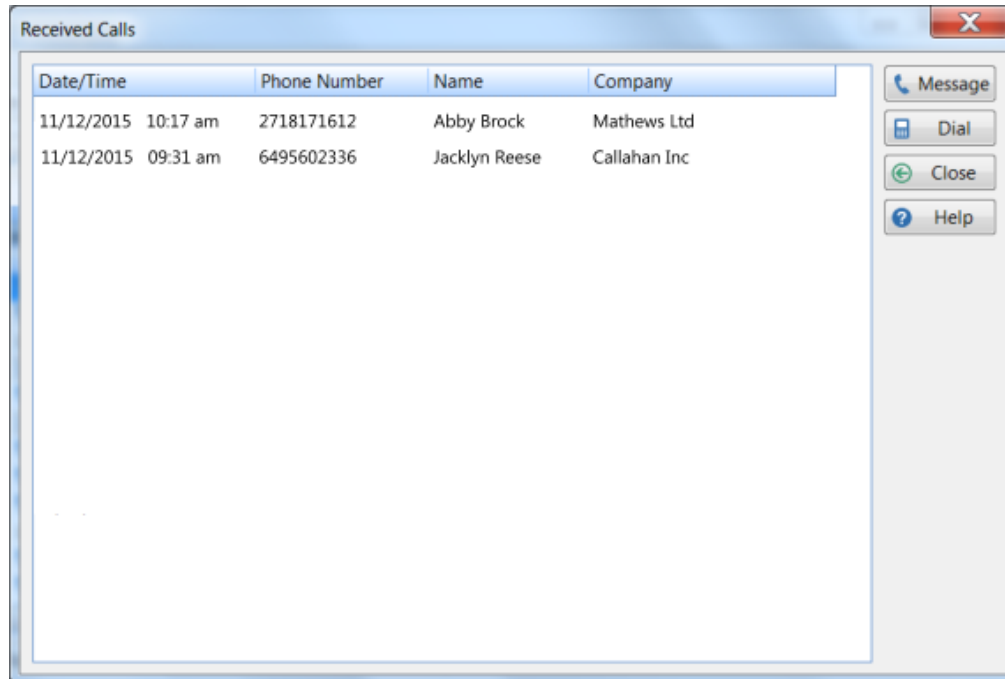 Received Calls
Date/Time Phone Number Name Company
11/12/2015 10:17 am 2718171612 Abby Brock Mathews Ltd
11/12/2015 09:31 am 6495602336 Jacklyn Reese Callahan Inc
Message
Dial
Close
Help